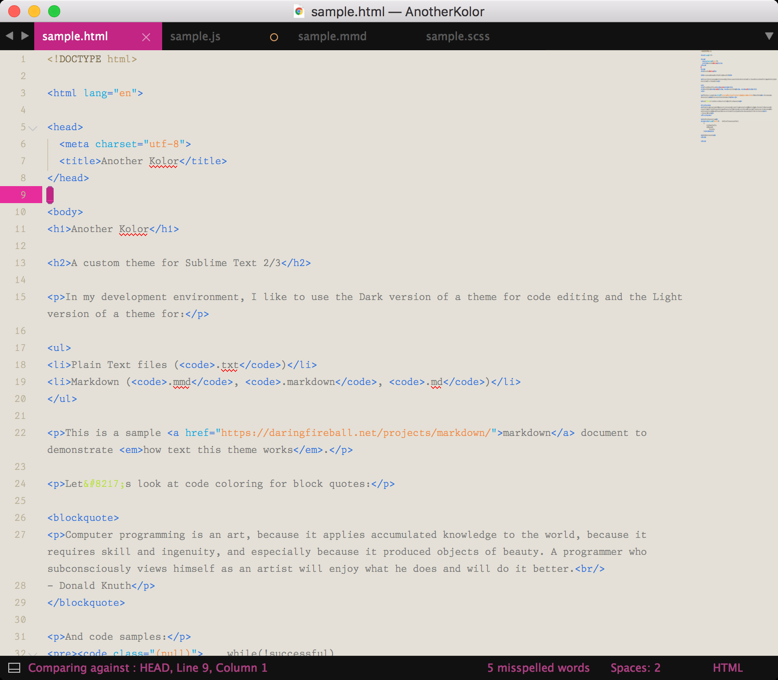 sample.html — AnotherKolor
sample.html sample.js sample.mmd sample.scss
1 <!DOCTYPE html>
2
3 <html lang="en">
4
5 <head>
6 <meta charset="utf-8">
7 <title>Another Kolor</title>
8 </head>
9
10 <body>
11 <h1>Another Kolor</h1>
12
13 <h2>A custom theme for Sublime Text 2/3</h2>
14
15 <p>In my development environment, I like to use the Dark version of a theme for code editing and the Light
version of a theme for:</p>
16
17 <ul>
18 <li>Plain Text files (<code>.txt</code>)</li>
19 <li>Markdown (<code>.mmd</code>, <code>.markdown</code>, <code>.md</code>)</li>
20 </ul>
21
22 <p>This is a sample <a href="https://daringfireball.net/projects/markdown/">markdown</a> document to
demonstrate <em>how text this theme works</em>.</p>
23
24 <p>Let&#8217;s look at code coloring for block quotes:</p>
25
26 <blockquote>
27 <p>Computer programming is an art, because it applies accumulated knowledge to the world, because it
requires skill and ingenuity, and especially because it produced objects of beauty. A programmer who
subconsciously views himself as an artist will enjoy what he does and will do it better.<br/>
28 - Donald Knuth</p>
29 </blockquote>
30
31 <p>And code samples:</p>
32 <pre><code class="(null)"> while(!successful)
Comparing against : HEAD, Line 9, Column 1 5 misspelled words Spaces: 2 HTML